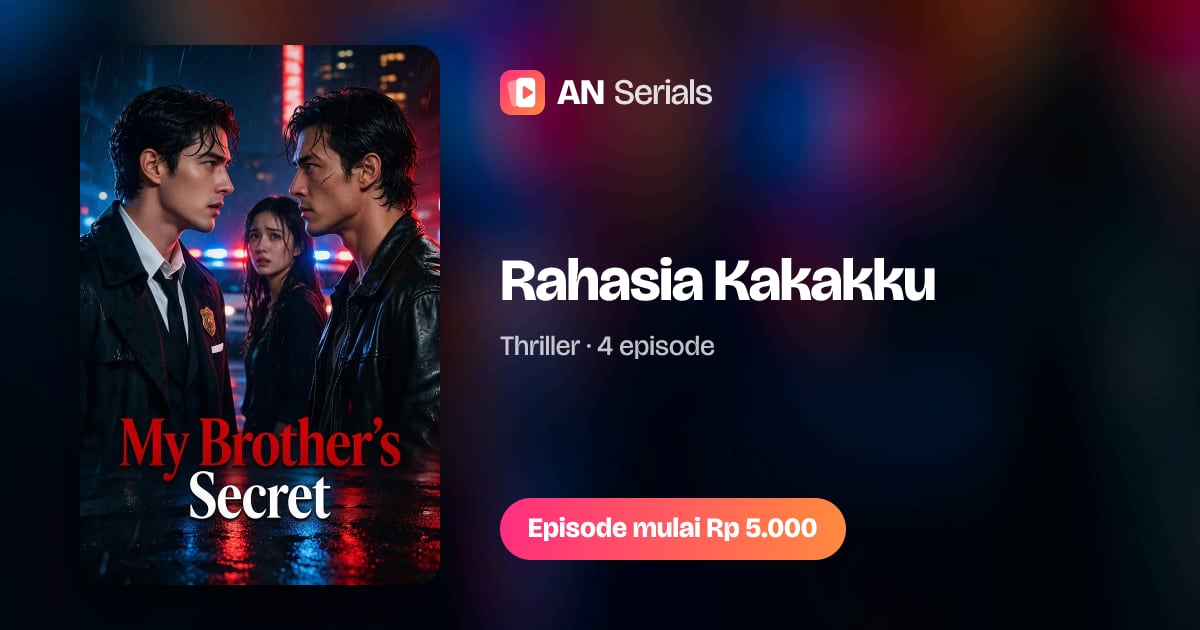 My Brother's
Secret
AN Serials
Rahasia Kakakku
Thriller · 4 episode
Episode mulai Rp 5.000